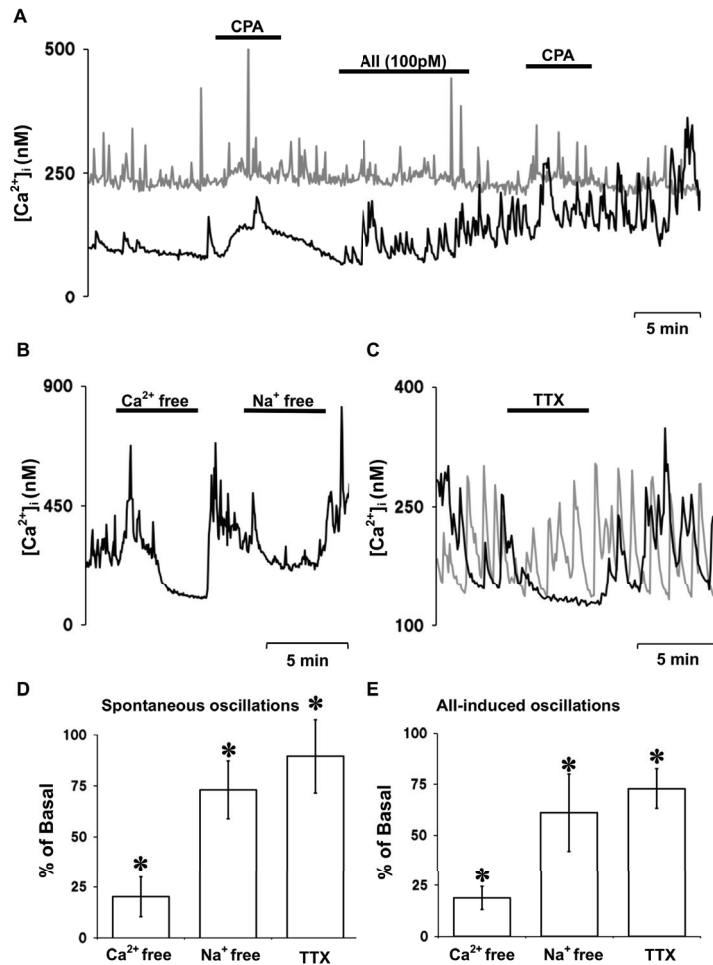 A
CPA
AII (100pM)
CPA
500
250
0
[Ca²⁺]i (nM)
5 min
B
Ca²⁺ free
Na⁺ free
900
450
0
[Ca²⁺]i (nM)
5 min
C
TTX
400
250
100
[Ca²⁺]i (nM)
5 min
D
Spontaneous oscillations
*
*
*
100
75
50
25
0
% of Basal
Ca²⁺ free
Na⁺ free
TTX
E
AII-induced oscillations
*
*
*
100
75
50
25
0
% of Basal
Ca²⁺ free
Na⁺ free
TTX